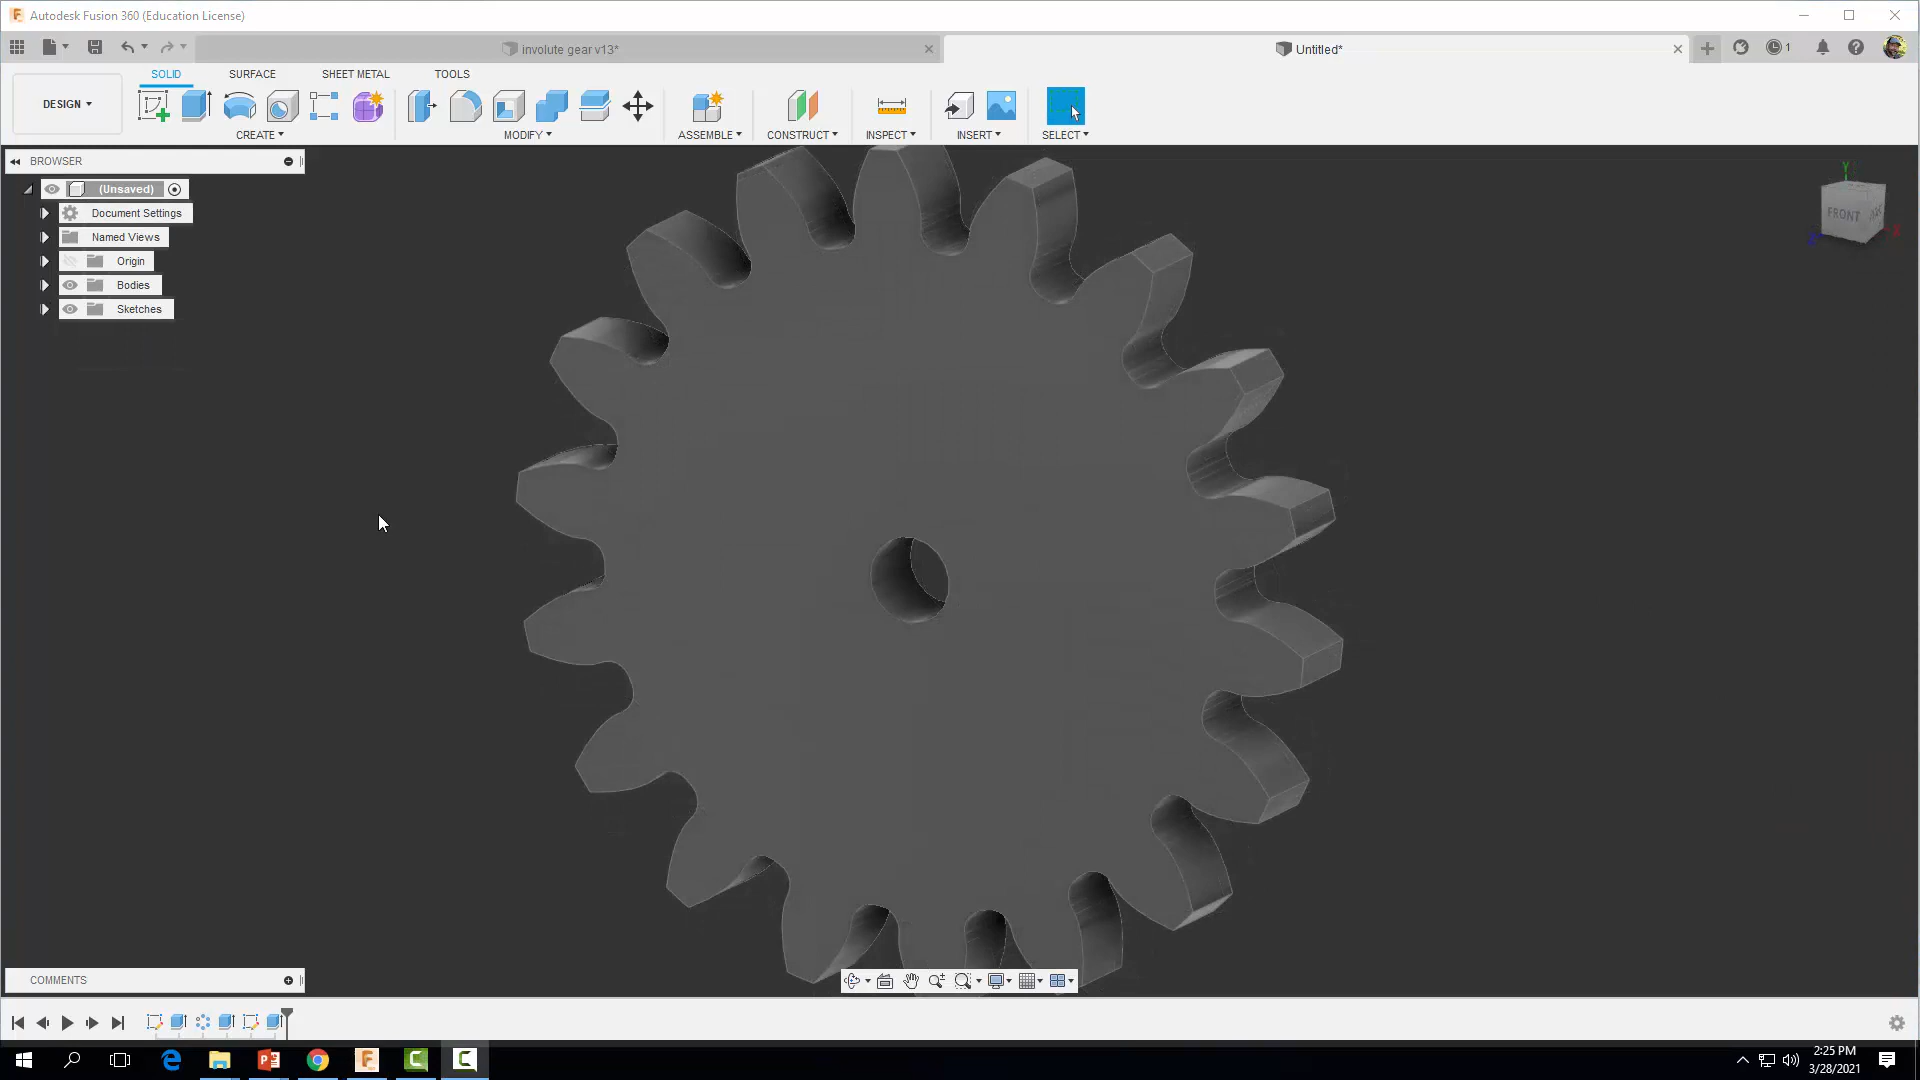 Autodesk Fusion 360 (Education License)
involute gear v13*
Untitled*
1
DESIGN
SOLID
SURFACE
SHEET METAL
TOOLS
CREATE
MODIFY
ASSEMBLE
CONSTRUCT
INSPECT
INSERT
SELECT
BROWSER
(Unsaved)
Document Settings
Named Views
Origin
Bodies
Sketches
Y
FRONT
Z
X
COMMENTS
2:25 PM
3/28/2021